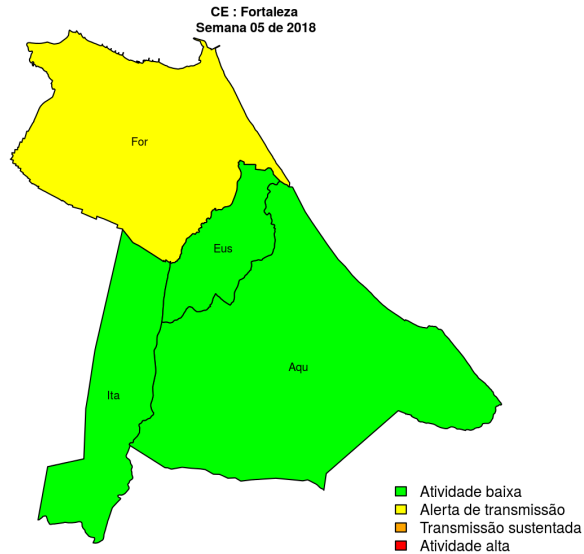 CE : Fortaleza
Semana 05 de 2018
For
Eus
Aqu
Ita
Atividade baixa
Alerta de transmissão
Transmissão sustentada
Atividade alta